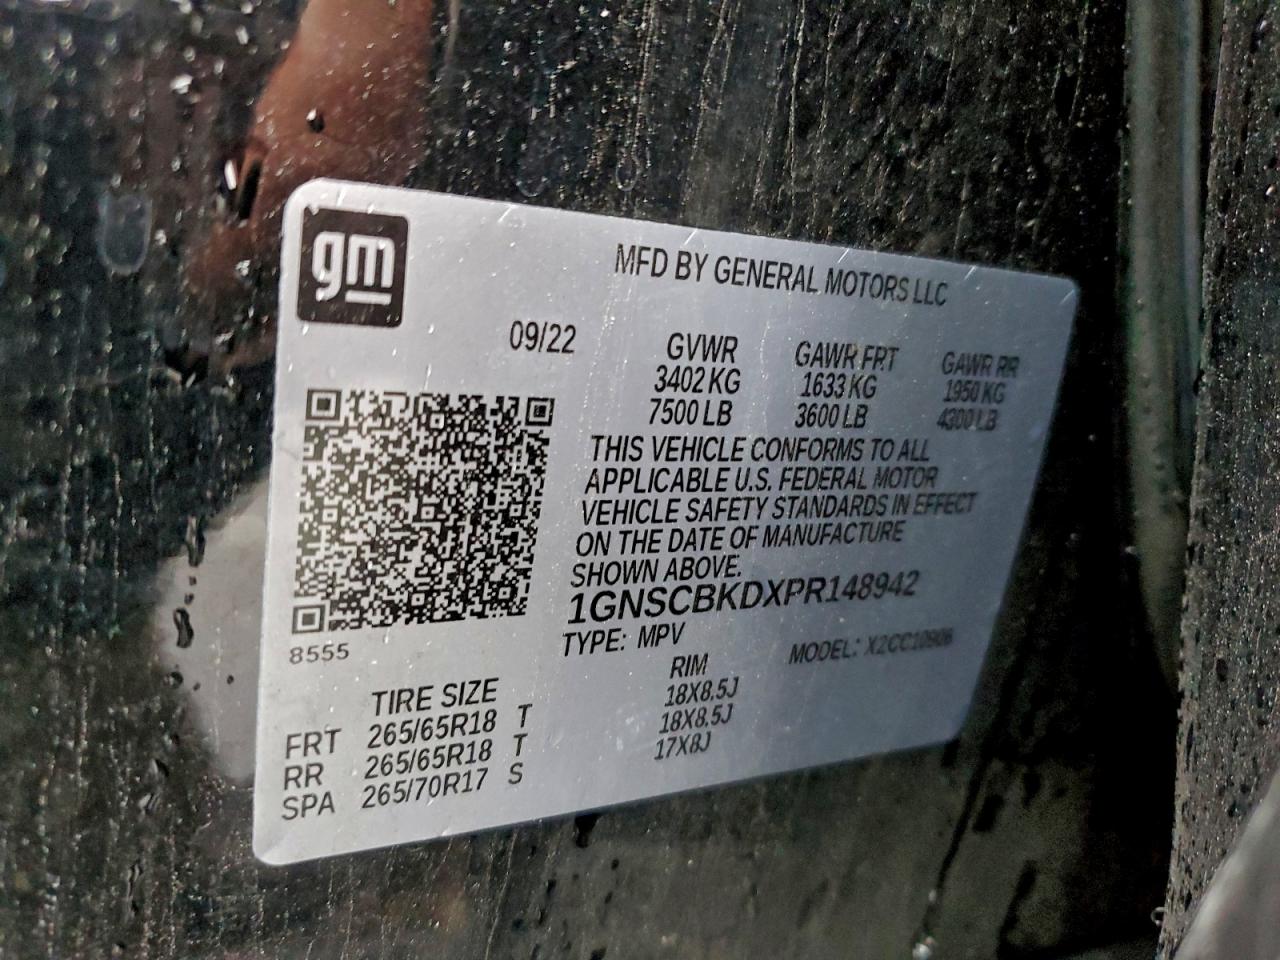 gm
MFD BY GENERAL MOTORS LLC
09/22
GVWR GAWR FRT GAWR RR
3402 KG 1633 KG 1950 KG
7500 LB 3600 LB 4300 LB
THIS VEHICLE CONFORMS TO ALL
APPLICABLE U.S. FEDERAL MOTOR
VEHICLE SAFETY STANDARDS IN EFFECT
ON THE DATE OF MANUFACTURE
SHOWN ABOVE.
1GNSCBKDXPR148942
TYPE: MPV MODEL:
8555
TIRE SIZE RIM
FRT 265/65R18 T 18X8.5J
RR 265/65R18 T 18X8.5J
SPA 265/70R17 S 17X8J